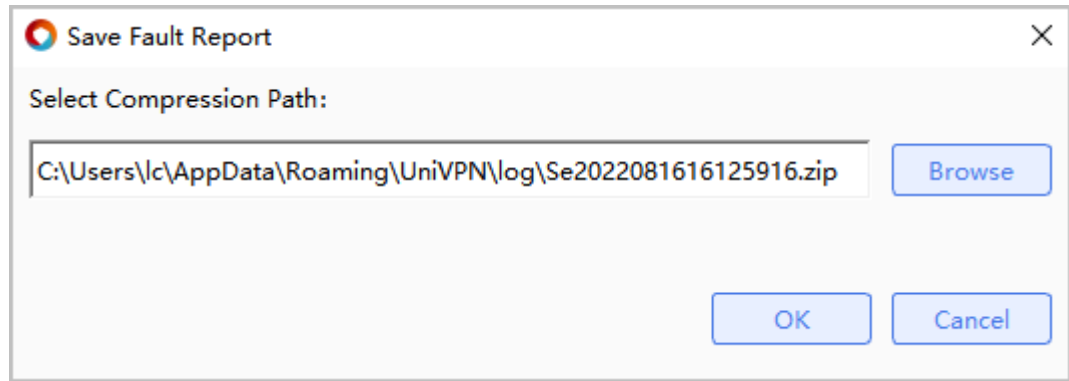 Save Fault Report
Select Compression Path:
C:\Users\lc\AppData\Roaming\UniVPN\log\Se2022081616125916.zip
Browse
OK
Cancel